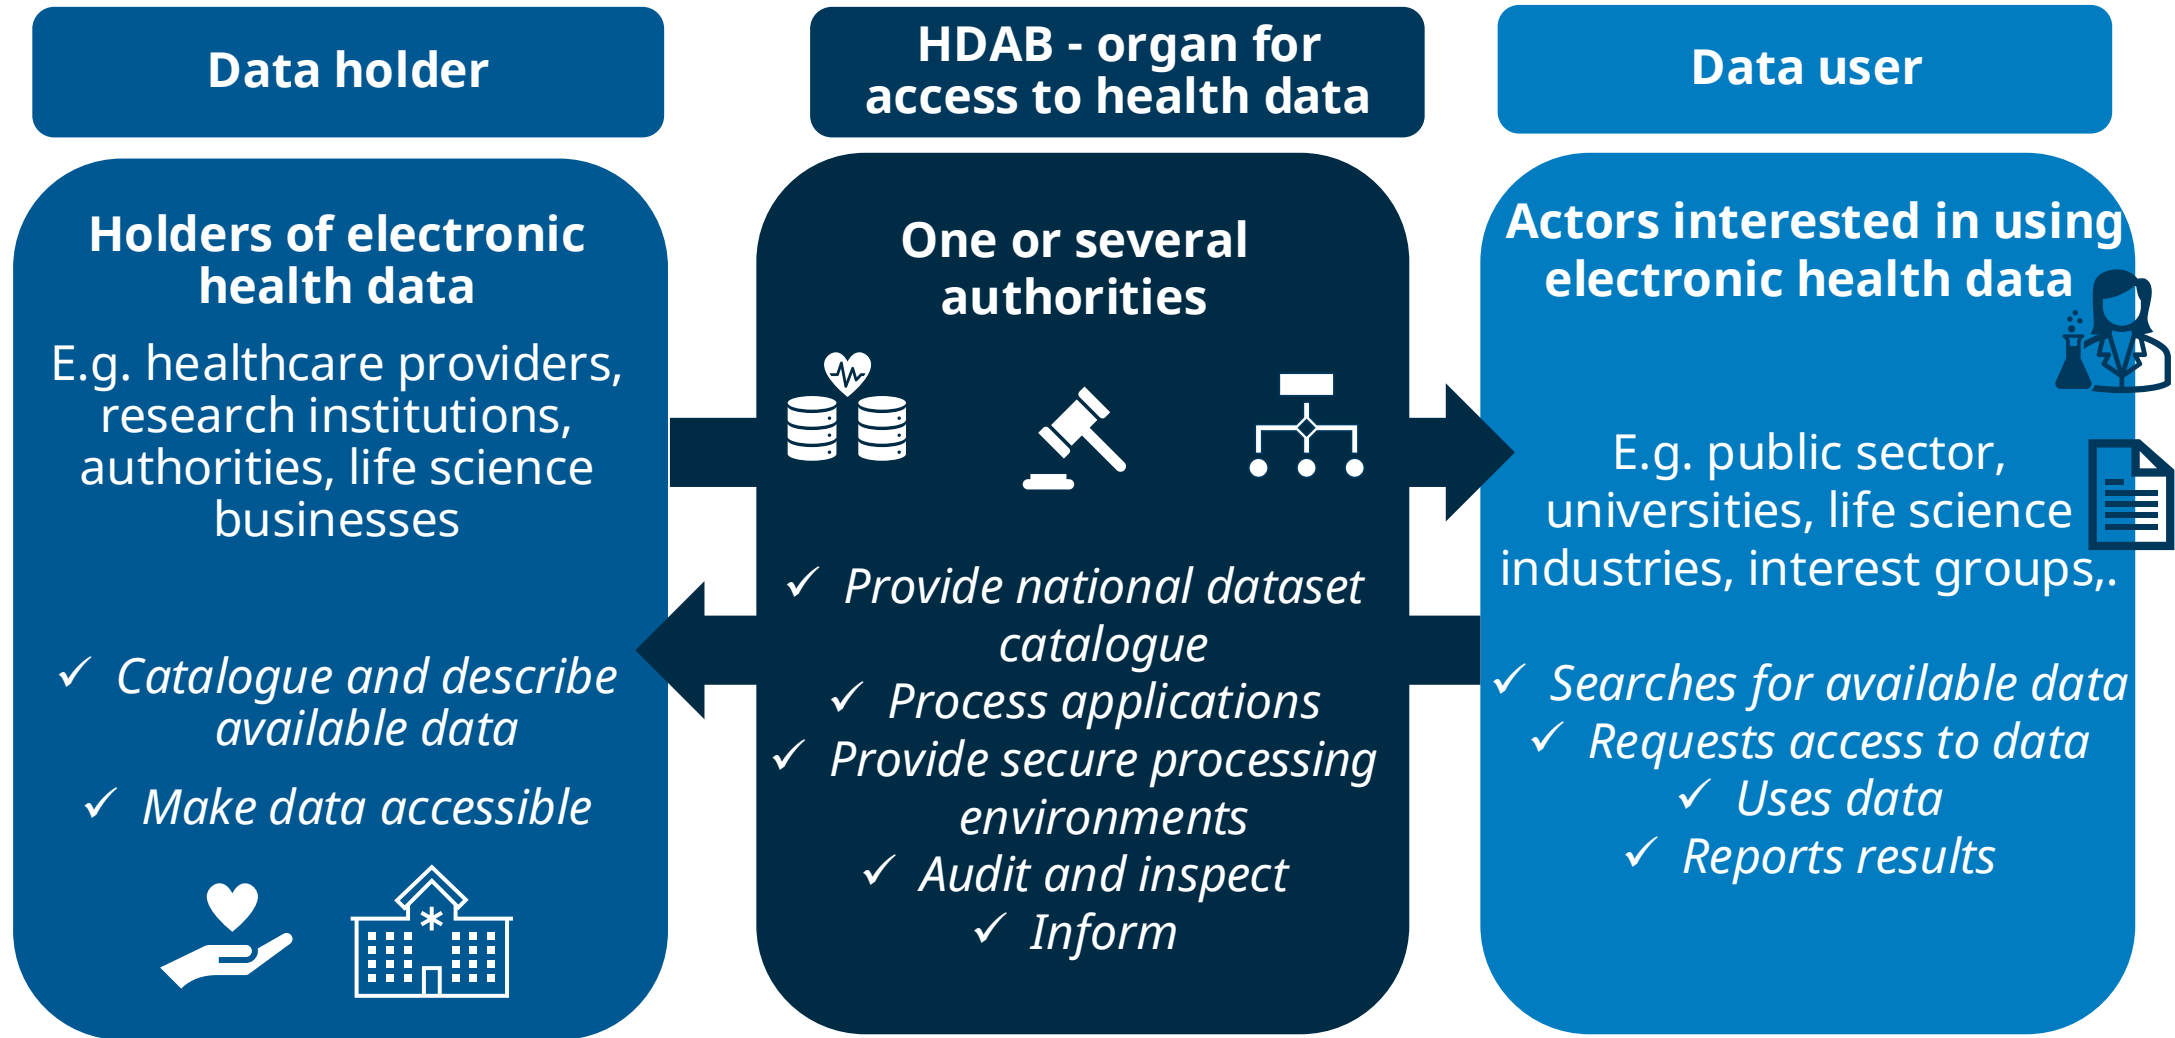 Data holder
HDAB - organ for
access to health data
Data user
Holders of electronic
health data
E.g. healthcare providers,
research institutions,
authorities, life science
businesses
✓ Catalogue and describe
available data
✓ Make data accessible
One or several
authorities
✓ Provide national dataset
catalogue
✓ Process applications
✓ Provide secure processing
environments
✓ Audit and inspect
✓ Inform
Actors interested in using
electronic health data
E.g. public sector,
universities, life science
industries, interest groups,.
✓ Searches for available data
✓ Requests access to data
✓ Uses data
✓ Reports results